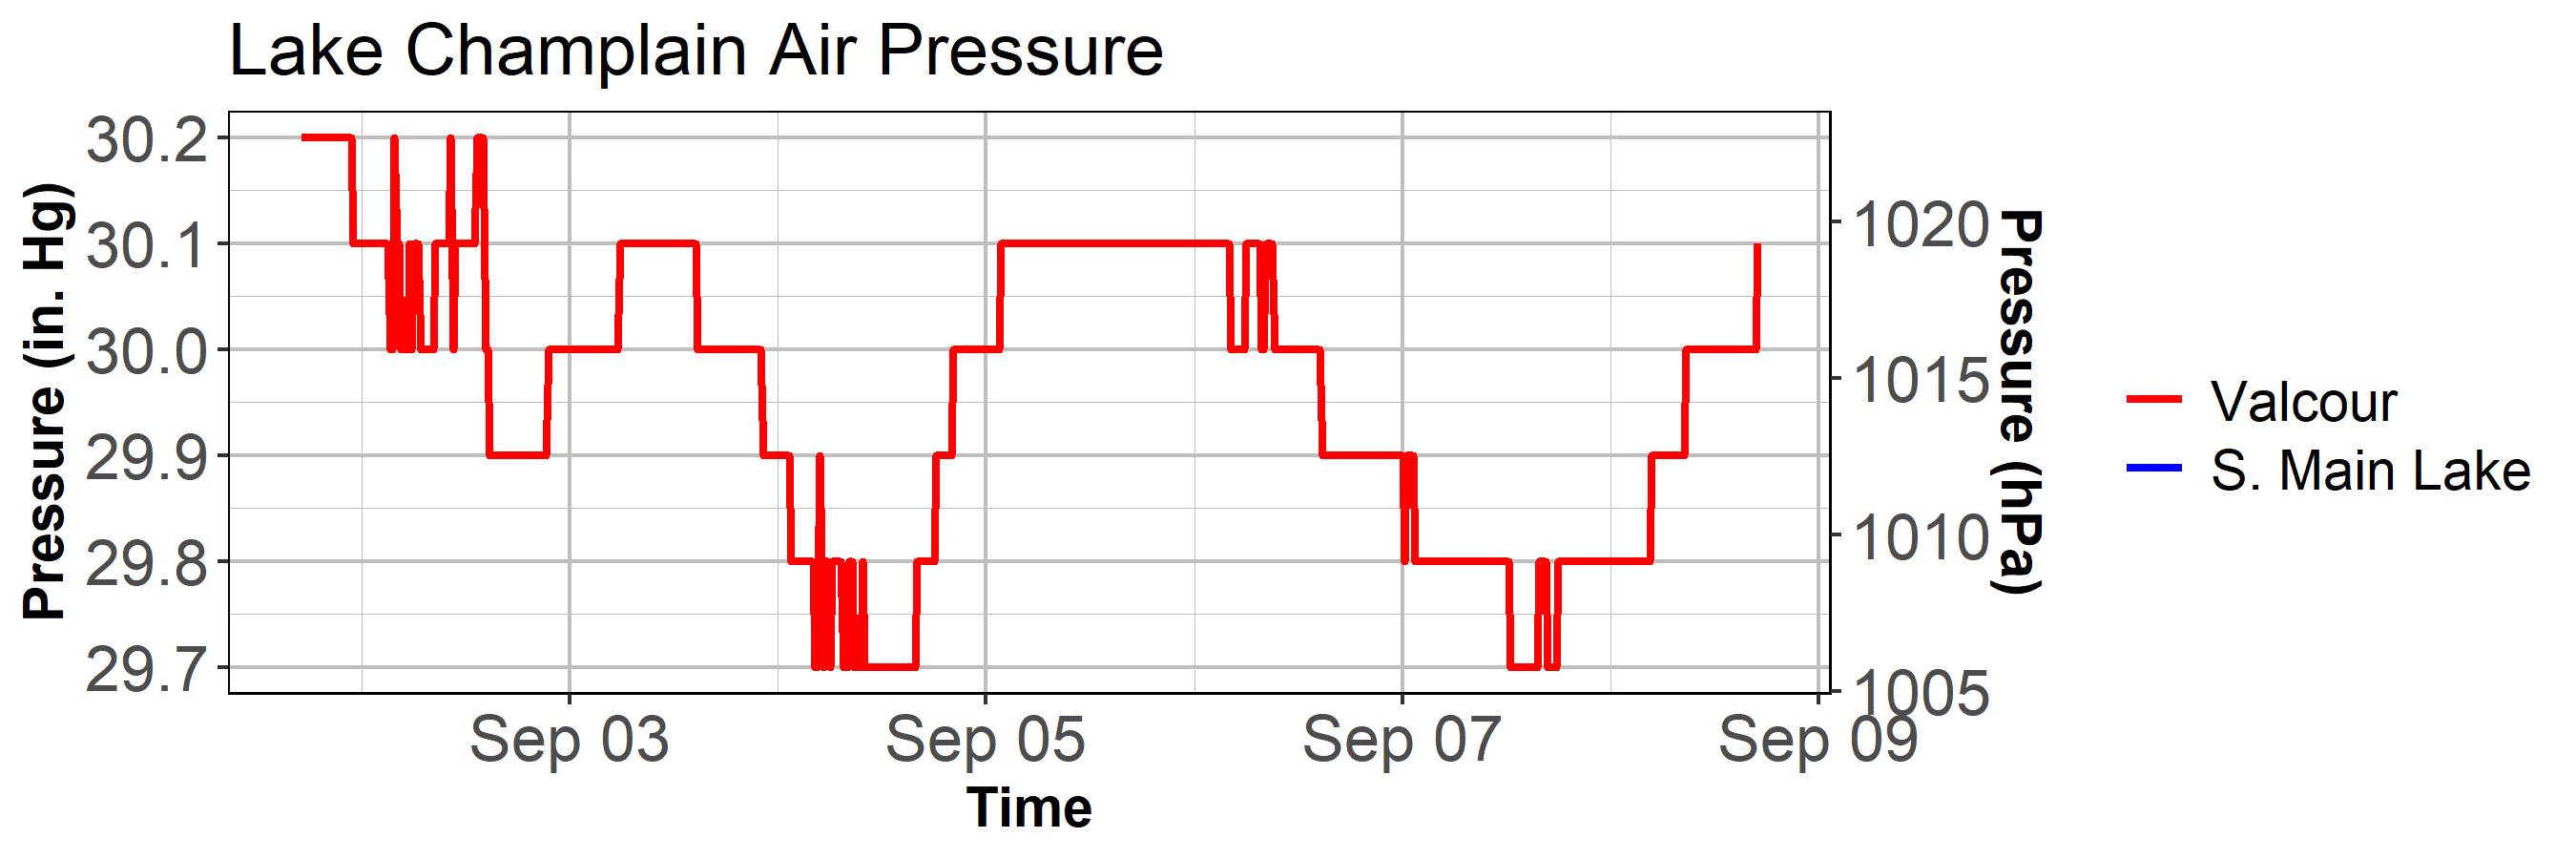 Lake Champlain Air Pressure
Pressure (in. Hg)
30.2
30.1
30.0
29.9
29.8
29.7
1020
1015
1010
1005
Pressure (hPa)
Sep 03
Sep 05
Sep 07
Sep 09
Time
Valcour
S. Main Lake